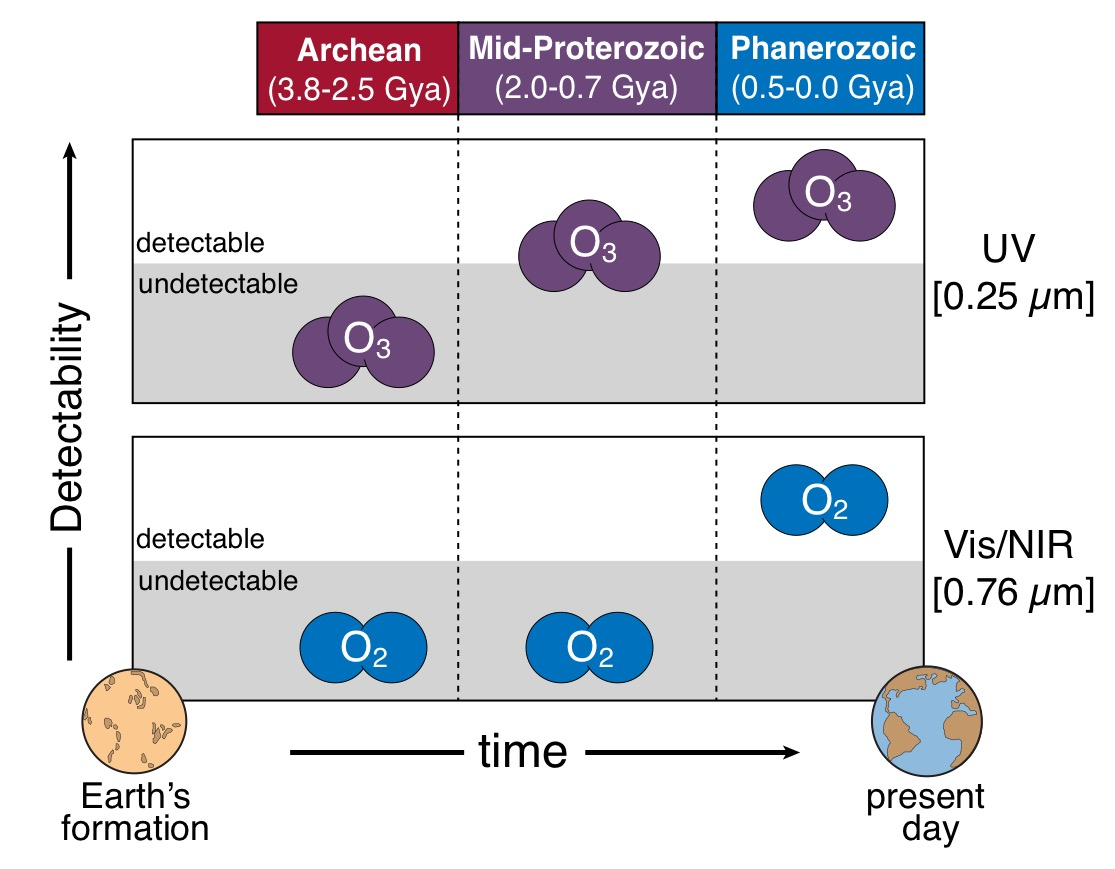 Archean
(3.8-2.5 Gya)
Mid-Proterozoic
(2.0-0.7 Gya)
Phanerozoic
(0.5-0.0 Gya)
Detectability
detectable
undetectable
O3
O3
O3
UV
[0.25 µm]
detectable
undetectable
O2
O2
O2
Vis/NIR
[0.76 µm]
Earth's
formation
time
present
day